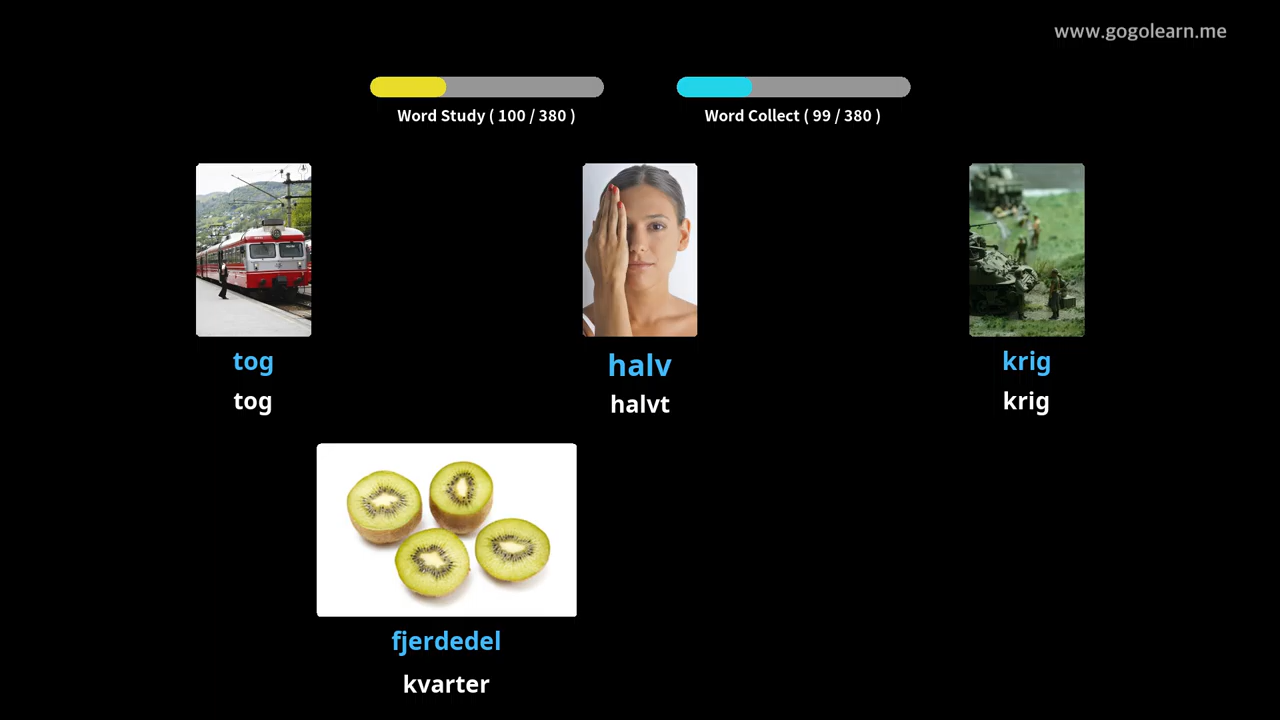 www.gogolearn.me
Word Study ( 100 / 380 )
Word Collect ( 99 / 380 )
tog
tog
halv
halvt
krig
krig
fjerdedel
kvarter